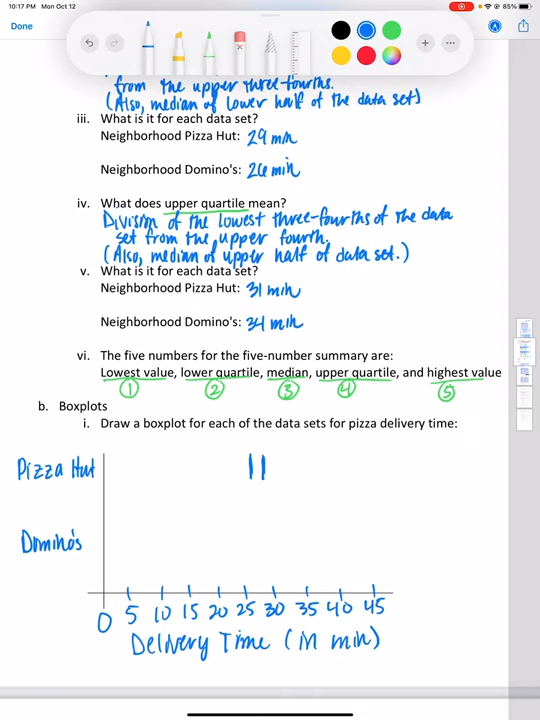 10:17 PM Mon Oct 12
85%
Done
from the upper three-fourths.
(Also, median of lower half of the data set)
iii. What is it for each data set?
Neighborhood Pizza Hut: 29 min
Neighborhood Domino's: 26 min
iv. What does upper quartile mean?
Division of the lowest three-fourths of the data
set from the upper fourth.
(Also, median of upper half of data set.)
v. What is it for each data set?
Neighborhood Pizza Hut: 31 min
Neighborhood Domino's: 34 min
vi. The five numbers for the five-number summary are:
Lowest value, lower quartile, median, upper quartile, and highest value
1 2 3 4 5
b. Boxplots
i. Draw a boxplot for each of the data sets for pizza delivery time:
Pizza Hut
Domino's
0 5 10 15 20 25 30 35 40 45
Delivery Time (in min)